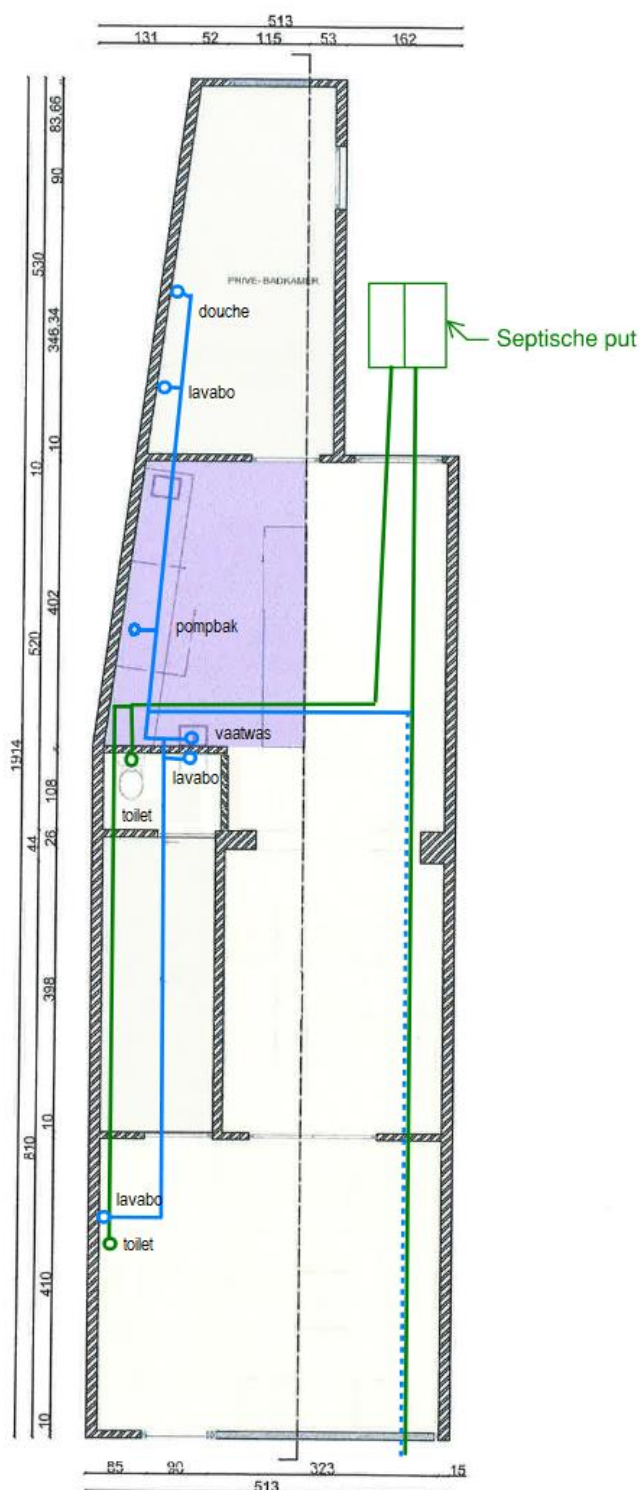 513
131 52 115 53 162
83.66
90
530
PRIVE-BADKAMER
douche
346.34
Septische put
lavabo
10
10
402
pompbak
520
vaatwas
1914
lavabo
108
toilet
26
44
398
10
810
lavabo
toilet
410
10
85 90 323 15
513